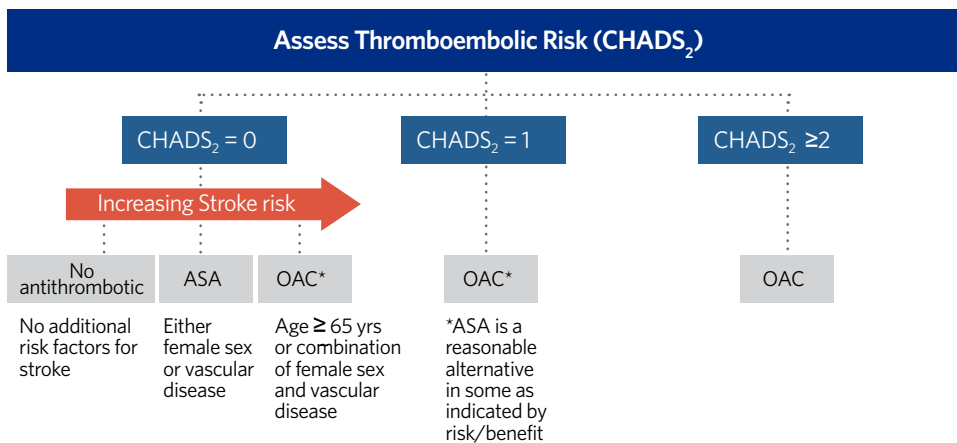 Assess Thromboembolic Risk (CHADS₂)
CHADS₂ = 0
CHADS₂ = 1
CHADS₂ ≥2
Increasing Stroke risk
No
antithrombotic
ASA
OAC*
OAC*
OAC
No additional
risk factors for
stroke
Either
female sex
or vascular
disease
Age ≥ 65 yrs
or combination
of female sex
and vascular
disease
*ASA is a
reasonable
alternative
in some as
indicated by
risk/benefit